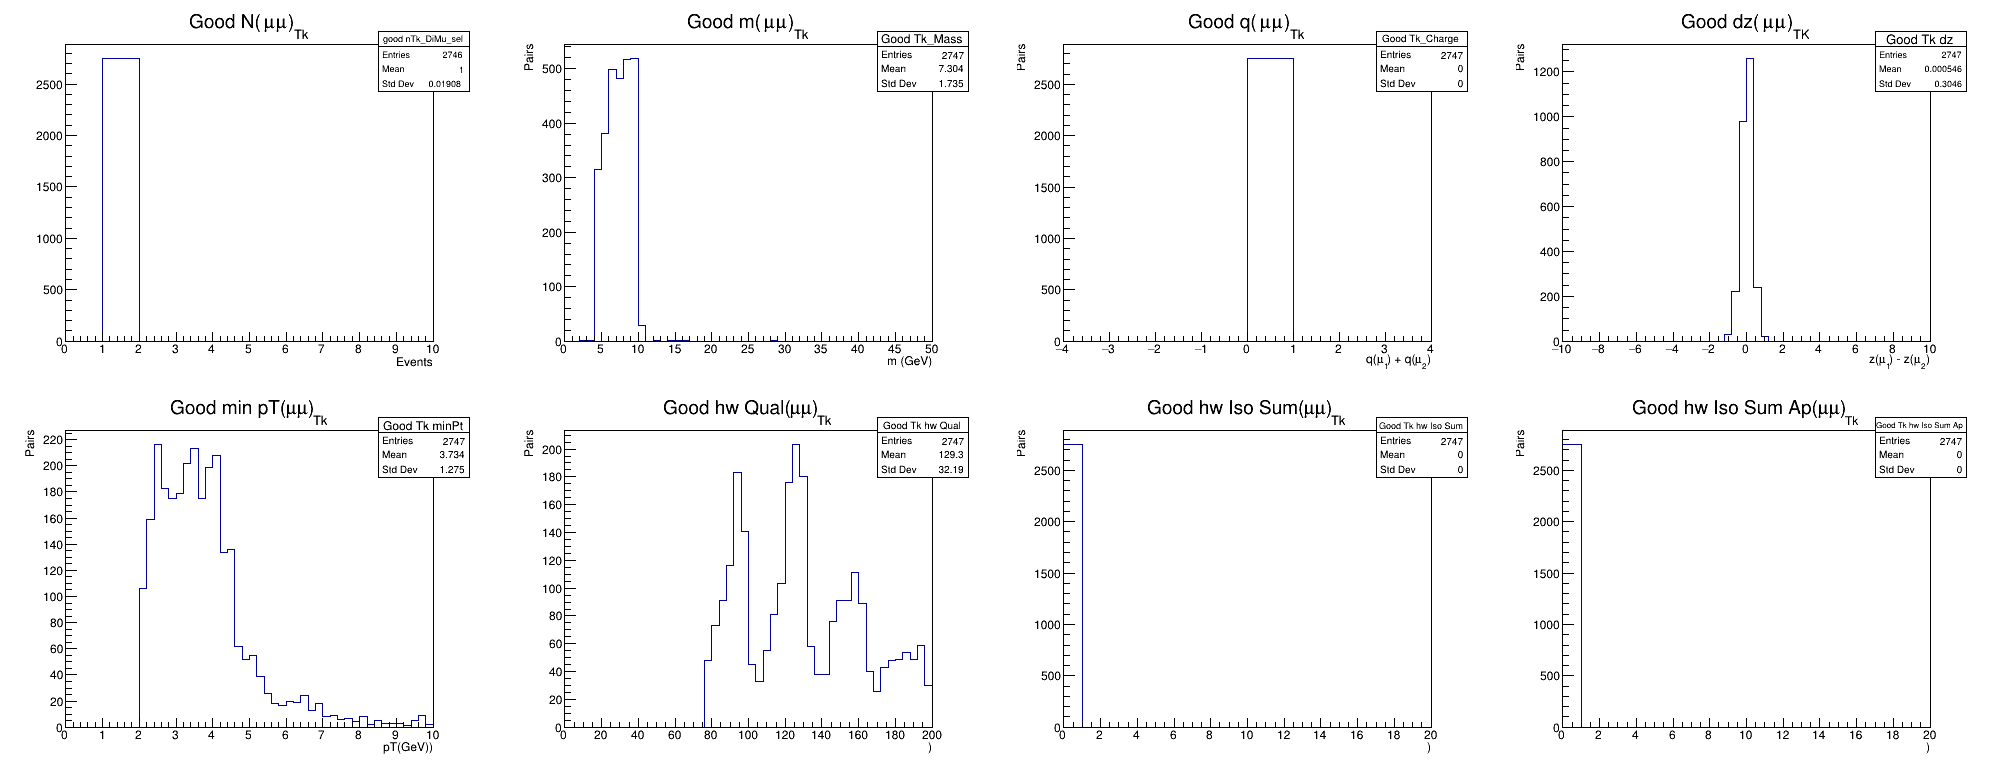 Good N(μμ)Tk
good nTk_DiMu_sel
Entries 2746
Mean 1
Std Dev 0.01908
2500
2000
1500
1000
500
0
0 1 2 3 4 5 6 7 8 9 10
Events
Good m(μμ)Tk
Pairs
Good Tk_Mass
Entries 2747
Mean 7.304
Std Dev 1.735
500
400
300
200
100
0
0 5 10 15 20 25 30 35 40 45 50
m (GeV)
Good q(μμ)Tk
Pairs
Good Tk_Charge
Entries 2747
Mean 0
Std Dev 0
2500
2000
1500
1000
500
0
−4 −3 −2 −1 0 1 2 3 4
q(μ1) + q(μ2)
Good dz(μμ)TK
Pairs
Good Tk dz
Entries 2747
Mean 0.000546
Std Dev 0.3046
1200
1000
800
600
400
200
0
−10 −8 −6 −4 −2 0 2 4 6 8 10
z(μ1) - z(μ2)
Good min pT(μμ)Tk
Pairs
Good Tk minPt
Entries 2747
Mean 3.734
Std Dev 1.275
220
200
180
160
140
120
100
80
60
40
20
0
0 1 2 3 4 5 6 7 8 9 10
pT(GeV))
Good hw Qual(μμ)Tk
Pairs
Good Tk hw Qual
Entries 2747
Mean 129.3
Std Dev 32.19
200
180
160
140
120
100
80
60
40
20
0
0 20 40 60 80 100 120 140 160 180 200
)
Good hw Iso Sum(μμ)Tk
Pairs
Good Tk hw Iso Sum
Entries 2747
Mean 0
Std Dev 0
2500
2000
1500
1000
500
0
0 2 4 6 8 10 12 14 16 18 20
)
Good hw Iso Sum Ap(μμ)Tk
Pairs
Good Tk hw Iso Sum Ap
Entries 2747
Mean 0
Std Dev 0
2500
2000
1500
1000
500
0
0 2 4 6 8 10 12 14 16 18 20
)